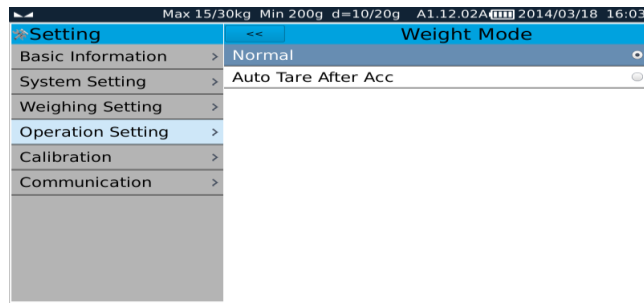 Max 15/30kg Min 200g d=10/20g A1.12.02A 2014/03/18 16:03
Setting
<< Weight Mode
Basic Information >
System Setting >
Weighing Setting >
Operation Setting >
Calibration >
Communication >
Normal
Auto Tare After Acc